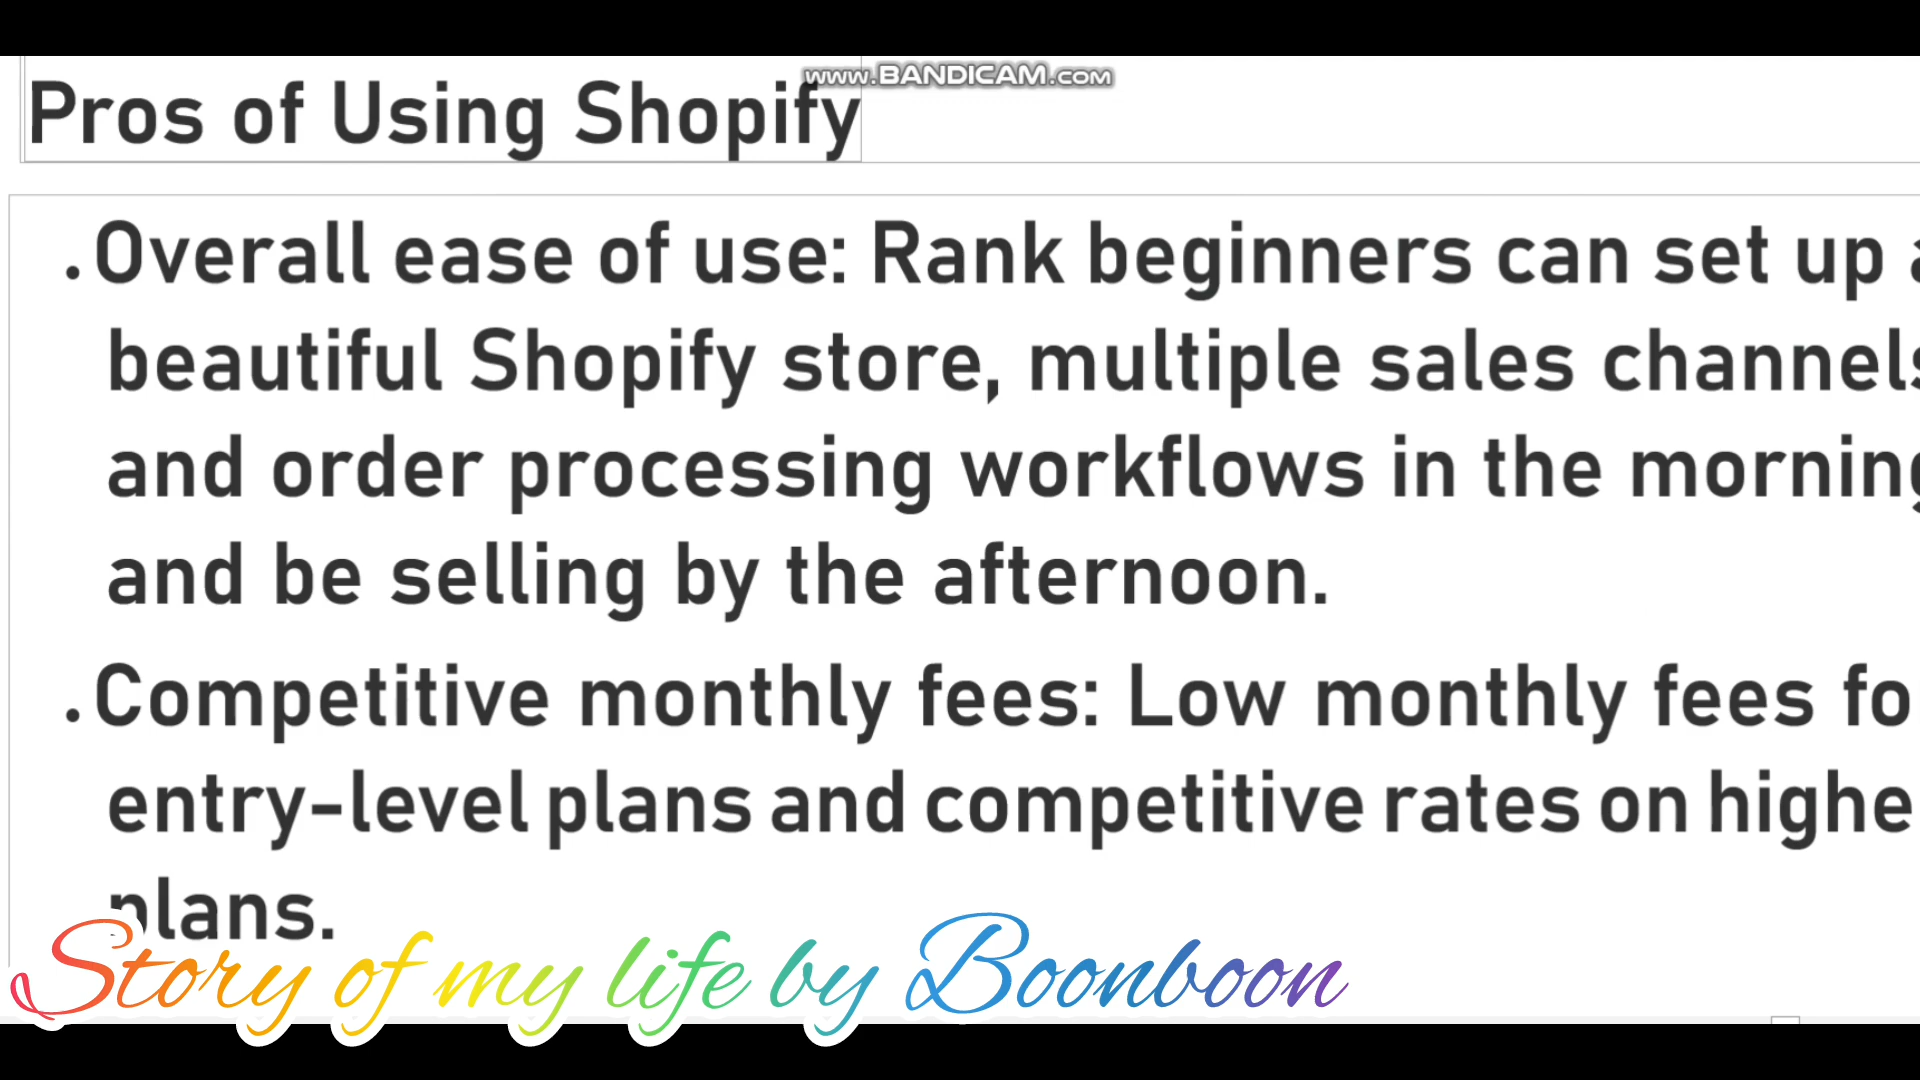 www.BANDICAM.com
Pros of Using Shopify
.Overall ease of use: Rank beginners can set up a
beautiful Shopify store, multiple sales channels
and order processing workflows in the morning
and be selling by the afternoon.
.Competitive monthly fees: Low monthly fees fo
entry-level plans and competitive rates on highe
plans.
Story of my life by Boonboon